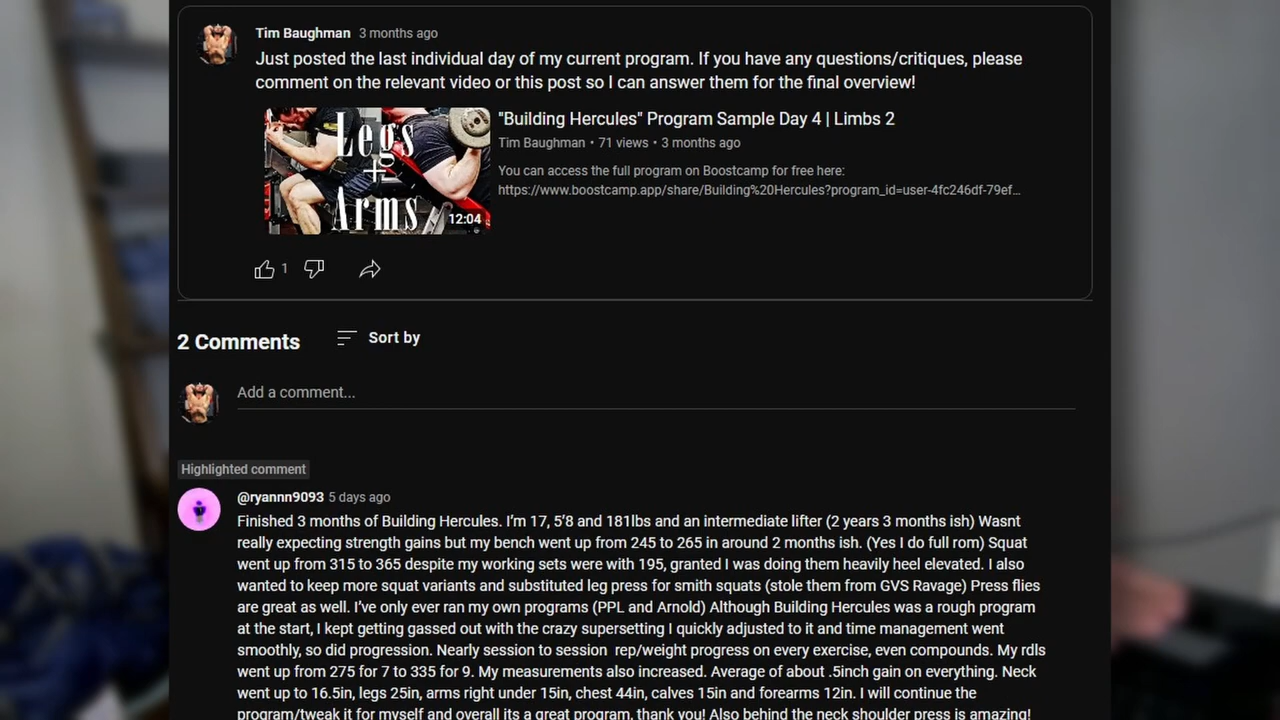 Tim Baughman 3 months ago
Just posted the last individual day of my current program. If you have any questions/critiques, please
comment on the relevant video or this post so I can answer them for the final overview!
Legs
+
Arms
12:04
"Building Hercules" Program Sample Day 4 | Limbs 2
Tim Baughman • 71 views • 3 months ago
You can access the full program on Boostcamp for free here:
https://www.boostcamp.app/share/Building%20Hercules?program_id=user-4fc246df-79ef...
1
2 Comments
Sort by
Add a comment...
Highlighted comment
@ryannn9093 5 days ago
Finished 3 months of Building Hercules. I'm 17, 5'8 and 181lbs and an intermediate lifter (2 years 3 months ish) Wasnt
really expecting strength gains but my bench went up from 245 to 265 in around 2 months ish. (Yes I do full rom) Squat
went up from 315 to 365 despite my working sets were with 195, granted I was doing them heavily heel elevated. I also
wanted to keep more squat variants and substituted leg press for smith squats (stole them from GVS Ravage) Press flies
are great as well. I've only ever ran my own programs (PPL and Arnold) Although Building Hercules was a rough program
at the start, I kept getting gassed out with the crazy supersetting I quickly adjusted to it and time management went
smoothly, so did progression. Nearly session to session rep/weight progress on every exercise, even compounds. My rdls
went up from 275 for 7 to 335 for 9. My measurements also increased. Average of about .5inch gain on everything. Neck
went up to 16.5in, legs 25in, arms right under 15in, chest 44in, calves 15in and forearms 12in. I will continue the
program/tweak it for myself and overall its a great program, thank you! Also behind the neck shoulder press is amazing!